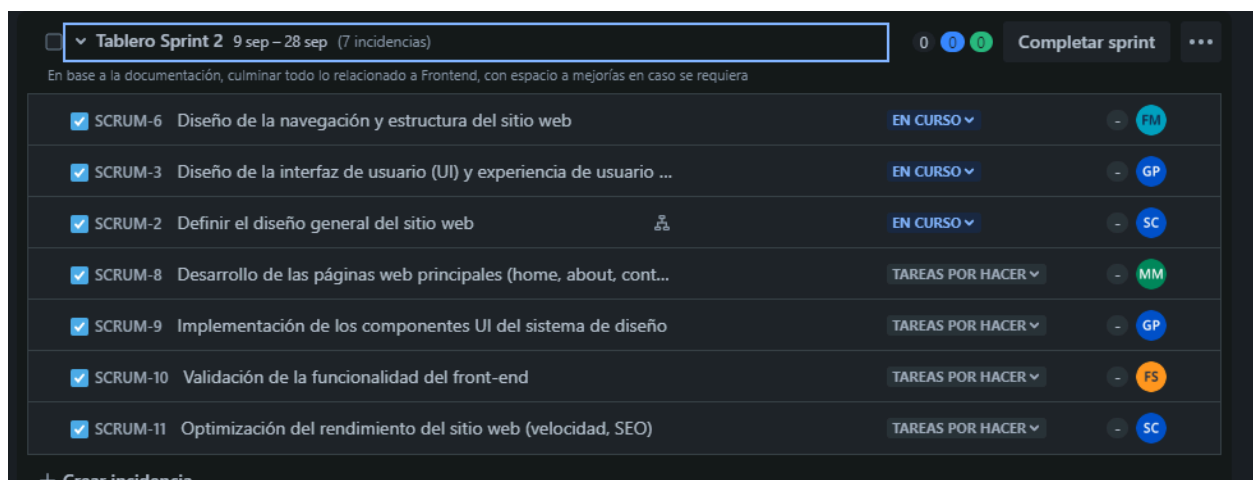 Tablero Sprint 2 9 sep – 28 sep (7 incidencias) 0 0 0 Completar sprint ...
En base a la documentación, culminar todo lo relacionado a Frontend, con espacio a mejorías en caso se requiera
SCRUM-6 Diseño de la navegación y estructura del sitio web EN CURSO - FM
SCRUM-3 Diseño de la interfaz de usuario (UI) y experiencia de usuario ... EN CURSO - GP
SCRUM-2 Definir el diseño general del sitio web EN CURSO - SC
SCRUM-8 Desarrollo de las páginas web principales (home, about, cont... TAREAS POR HACER - MM
SCRUM-9 Implementación de los componentes UI del sistema de diseño TAREAS POR HACER - GP
SCRUM-10 Validación de la funcionalidad del front-end TAREAS POR HACER - FS
SCRUM-11 Optimización del rendimiento del sitio web (velocidad, SEO) TAREAS POR HACER - SC
+ Crear incidencia